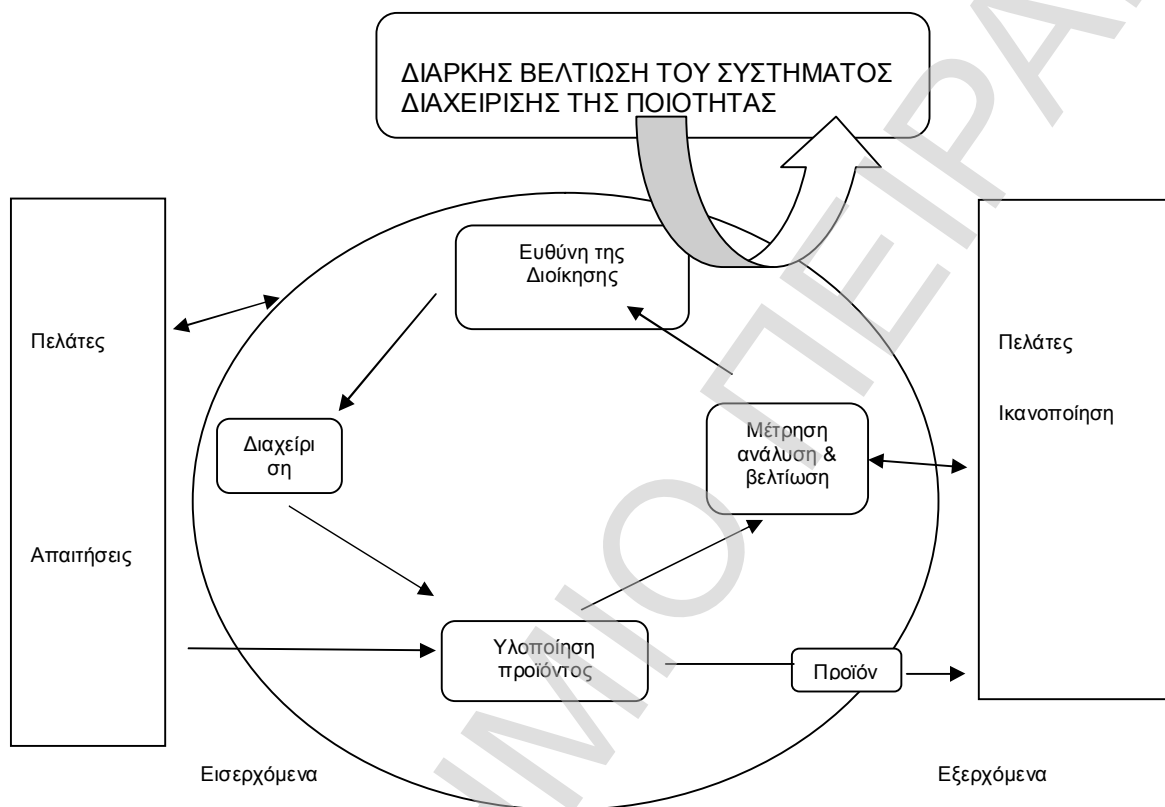 ΔΙΑΡΚΗΣ ΒΕΛΤΙΩΣΗ ΤΟΥ ΣΥΣΤΗΜΑΤΟΣ
ΔΙΑΧΕΙΡΙΣΗΣ ΤΗΣ ΠΟΙΟΤΗΤΑΣ
Ευθύνη της
Διοίκησης
Πελάτες
Απαιτήσεις
Διαχείρι
ση
Μέτρηση
ανάλυση &
βελτίωση
Πελάτες
Ικανοποίηση
Υλοποίηση
προϊόντος
Προϊόν
Εισερχόμενα
Εξερχόμενα